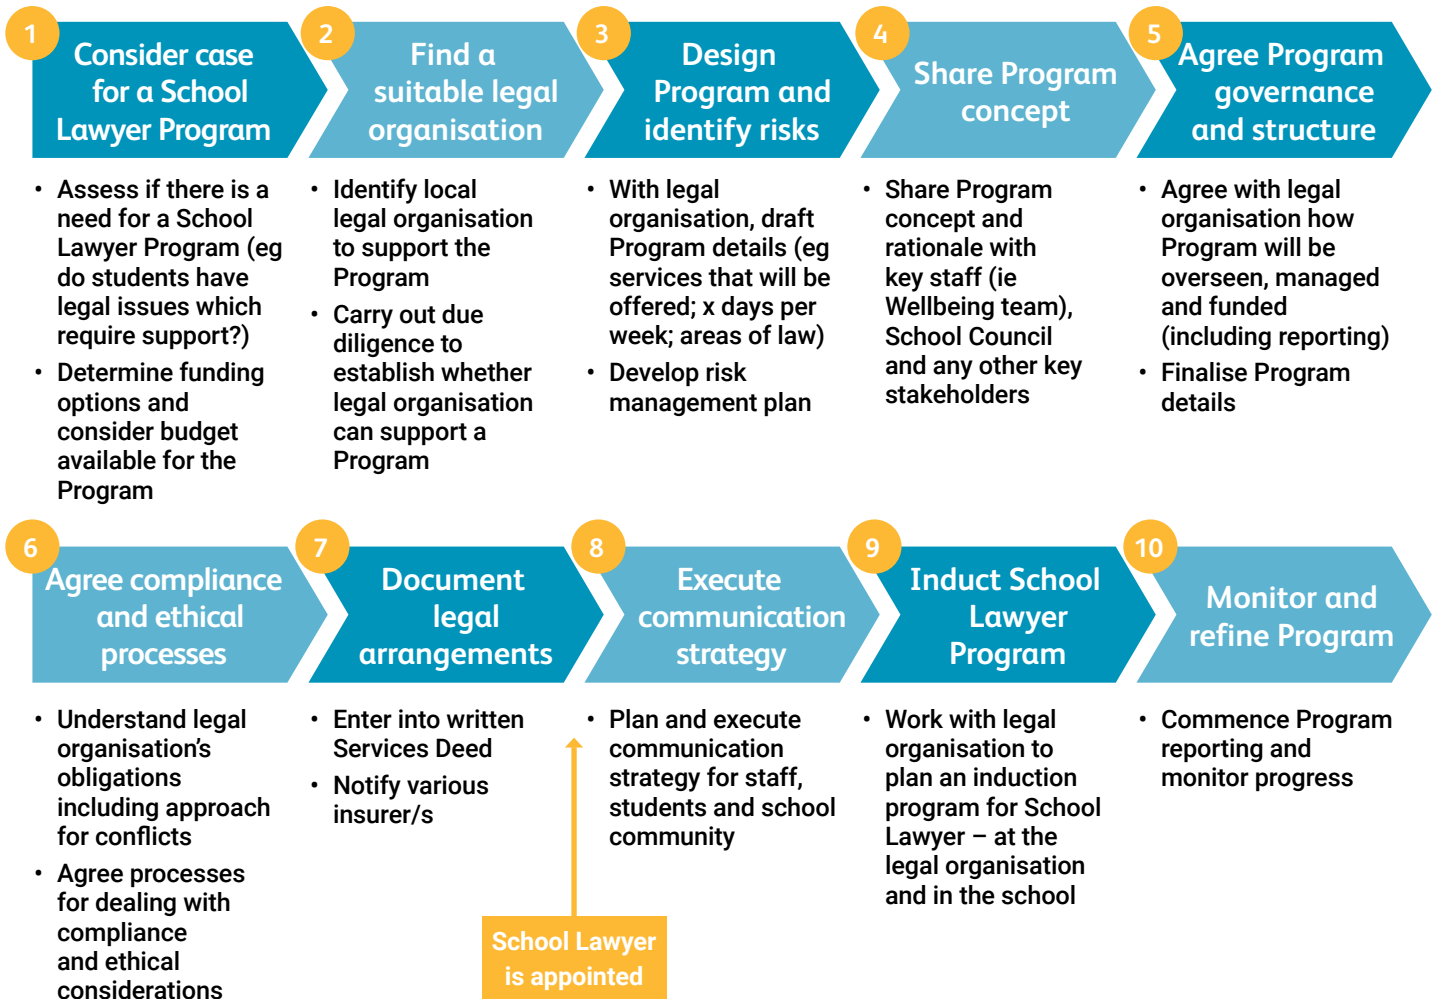 1
Consider case
for a School
Lawyer Program
• Assess if there is a
need for a School
Lawyer Program (eg
do students have
legal issues which
require support?)
• Determine funding
options and
consider budget
available for the
Program
2
Find a
suitable legal
organisation
• Identify local
legal organisation
to support the
Program
• Carry out due
diligence to
establish whether
legal organisation
can support a
Program
3
Design
Program and
identify risks
• With legal
organisation, draft
Program details (eg
services that will be
offered; x days per
week; areas of law)
• Develop risk
management plan
4
Share Program
concept
• Share Program
concept and
rationale with
key staff (ie
Wellbeing team),
School Council
and any other key
stakeholders
5
Agree Program
governance
and structure
• Agree with legal
organisation how
Program will be
overseen, managed
and funded
(including reporting)
• Finalise Program
details
6
Agree compliance
and ethical
processes
• Understand legal
organisation’s
obligations
including approach
for conflicts
• Agree processes
for dealing with
compliance
and ethical
considerations
7
Document
legal
arrangements
• Enter into written
Services Deed
• Notify various
insurer/s
School Lawyer
is appointed
8
Execute
communication
strategy
• Plan and execute
communication
strategy for staff,
students and school
community
9
Induct School
Lawyer
Program
• Work with legal
organisation to
plan an induction
program for School
Lawyer – at the
legal organisation
and in the school
10
Monitor and
refine Program
• Commence Program
reporting and
monitor progress